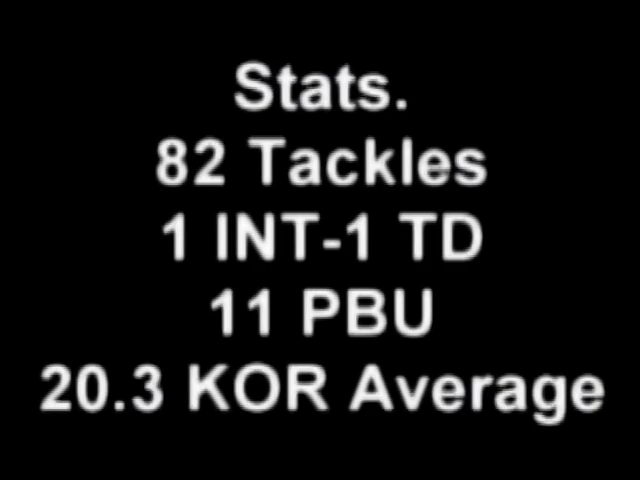 Stats.
82 Tackles
1 INT-1 TD
11 PBU
20.3 KOR Average